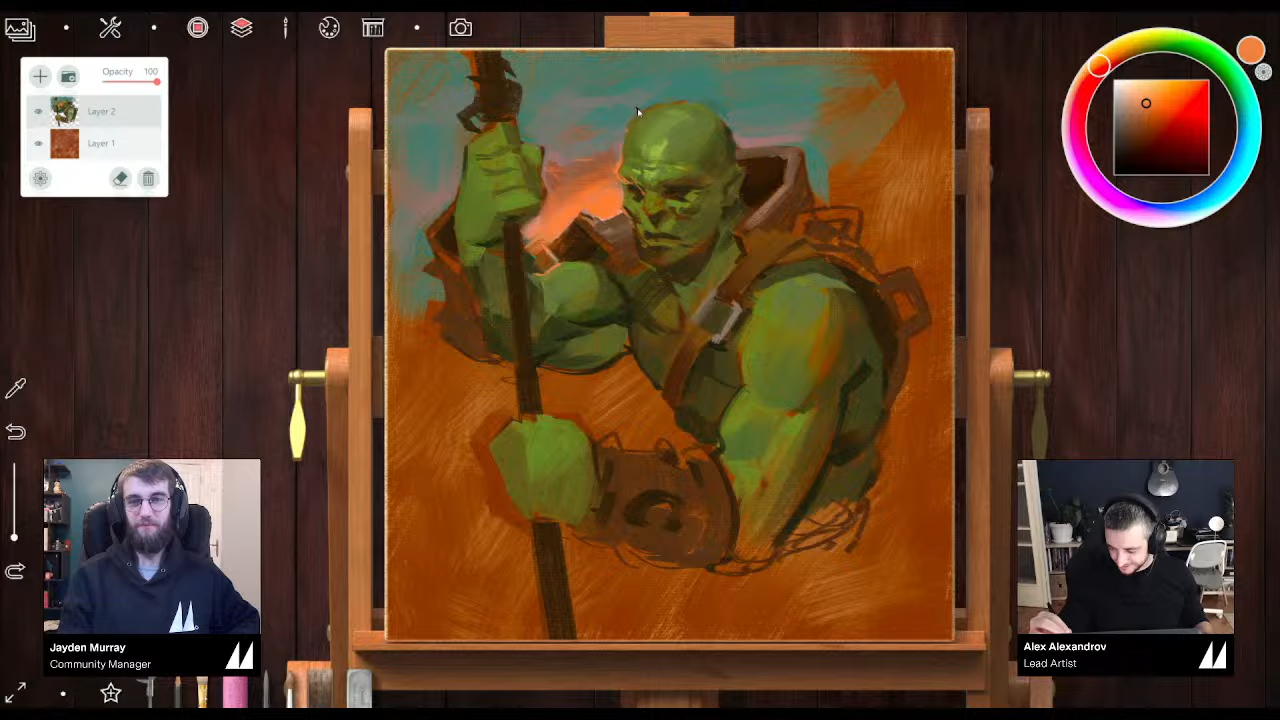 Opacity 100
Layer 2
Layer 1
Jayden Murray
Community Manager
Alex Alexandrov
Lead Artist